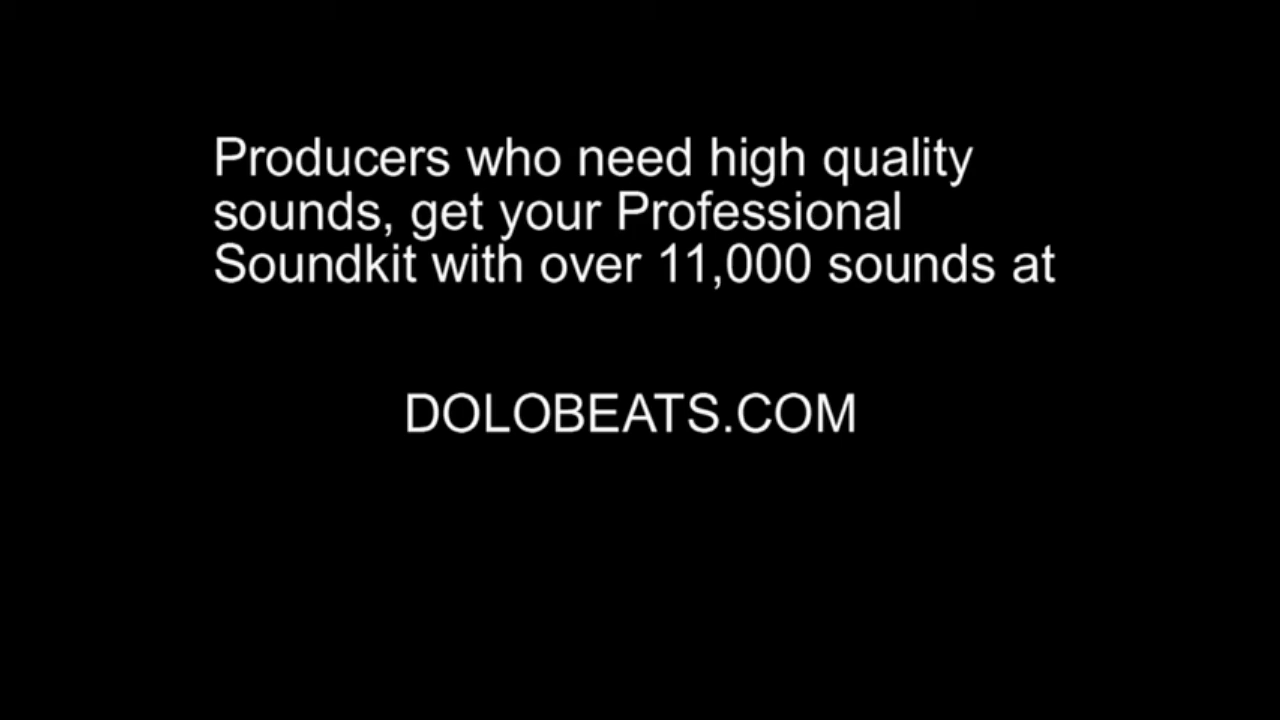 Producers who need high quality
sounds, get your Professional
Soundkit with over 11,000 sounds at
DOLOBEATS.COM